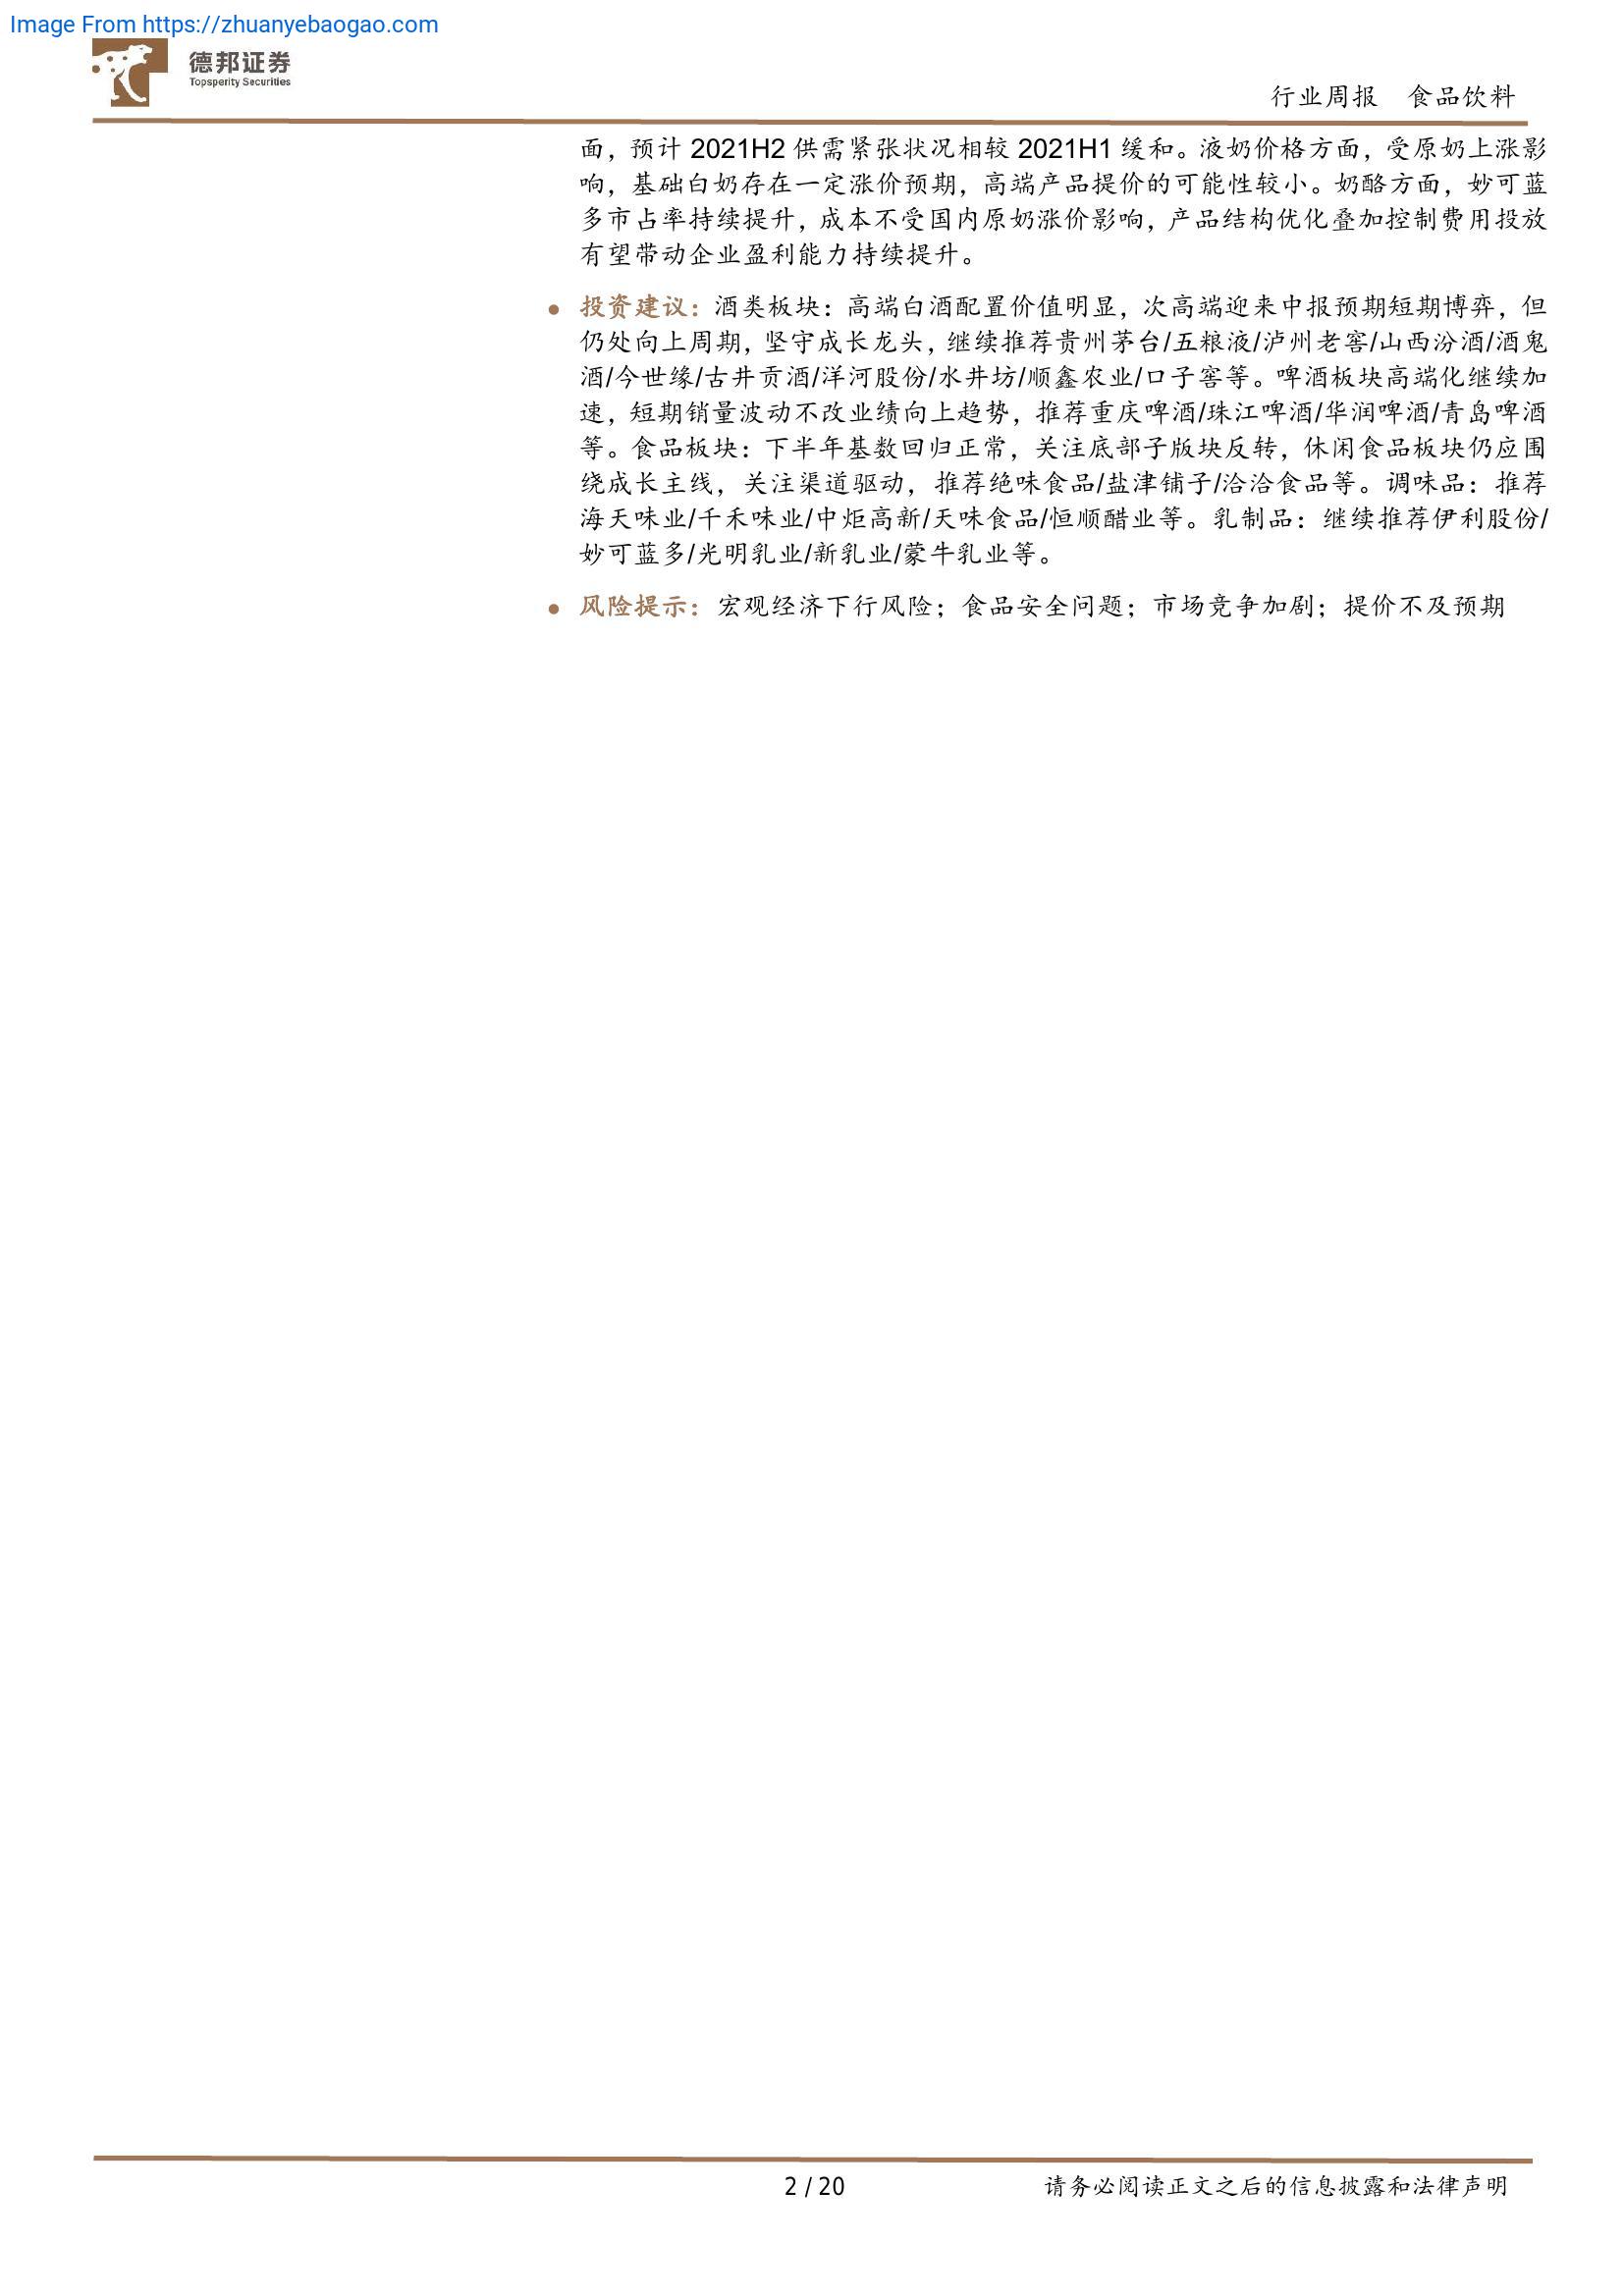 Image From https://zhuanyebaogao.com
德邦证券
Topsperity Securities
行业周报 食品饮料
面，预计 2021H2 供需紧张状况相较 2021H1 缓和。液奶价格方面，受原奶上涨影
响，基础白奶存在一定涨价预期，高端产品提价的可能性较小。奶酪方面，妙可蓝
多市占率持续提升，成本不受国内原奶涨价影响，产品结构优化叠加控制费用投放
有望带动企业盈利能力持续提升。
● 投资建议：酒类板块：高端白酒配置价值明显，次高端迎来中报预期短期博弈，但
仍处向上周期，坚守成长龙头，继续推荐贵州茅台/五粮液/泸州老窖/山西汾酒/酒鬼
酒/今世缘/古井贡酒/洋河股份/水井坊/顺鑫农业/口子窖等。啤酒板块高端化继续加
速，短期销量波动不改业绩向上趋势，推荐重庆啤酒/珠江啤酒/华润啤酒/青岛啤酒
等。食品板块：下半年基数回归正常，关注底部子版块反转，休闲食品板块仍应围
绕成长主线，关注渠道驱动，推荐绝味食品/盐津铺子/洽洽食品等。调味品：推荐
海天味业/千禾味业/中炬高新/天味食品/恒顺醋业等。乳制品：继续推荐伊利股份/
妙可蓝多/光明乳业/新乳业/蒙牛乳业等。
● 风险提示：宏观经济下行风险；食品安全问题；市场竞争加剧；提价不及预期
2 / 20
请务必阅读正文之后的信息披露和法律声明